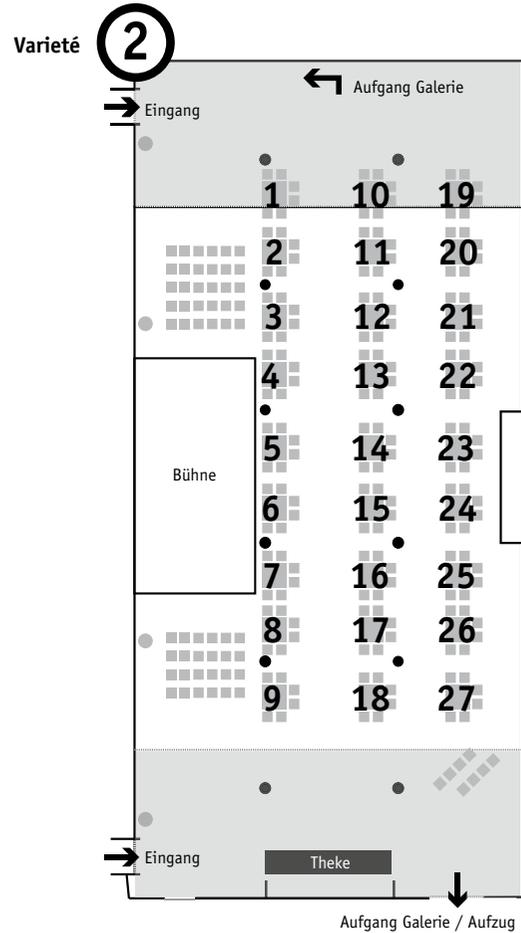 Varieté 2
Aufgang Galerie
Eingang
1 10 19
2 11 20
3 12 21
4 13 22
5 14 23
Bühne
6 15 24
7 16 25
8 17 26
9 18 27
Eingang
Theke
Aufgang Galerie / Aufzug